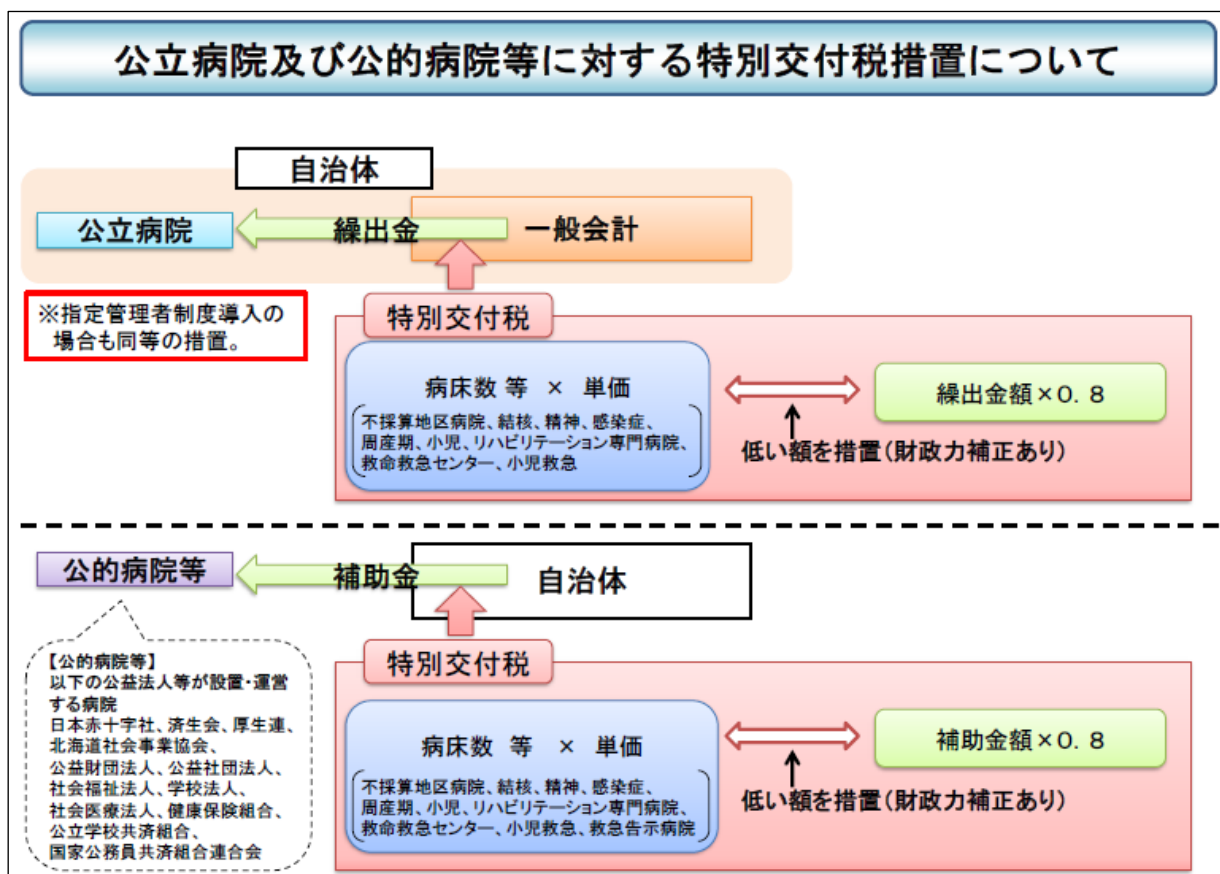 公立病院及び公的病院等に対する特別交付税措置について
自治体
公立病院
繰出金
一般会計
※指定管理者制度導入の
場合も同等の措置。
特別交付税
病床数 等 × 単価
不採算地区病院、結核、精神、感染症、
周産期、小児、リハビリテーション専門病院、
救命救急センター、小児救急
繰出金額×0.8
低い額を措置(財政力補正あり)
公的病院等
補助金
自治体
【公的病院等】
以下の公益法人等が設置・運営
する病院
日本赤十字社、済生会、厚生連、
北海道社会事業協会、
公益財団法人、公益社団法人、
社会福祉法人、学校法人、
社会医療法人、健康保険組合、
公立学校共済組合、
国家公務員共済組合連合会
特別交付税
病床数 等 × 単価
不採算地区病院、結核、精神、感染症、
周産期、小児、リハビリテーション専門病院、
救命救急センター、小児救急、救急告示病院
補助金額×0.8
低い額を措置(財政力補正あり)